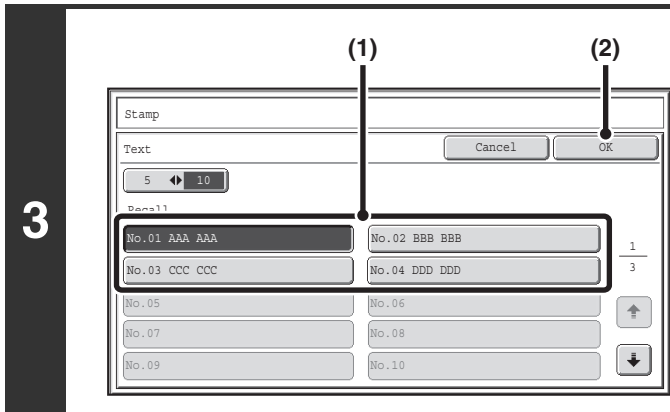 (1) (2)
Stamp
Text Cancel OK
5 10
Recall
No.01 AAA AAA No.02 BBB BBB
No.03 CCC CCC No.04 DDD DDD
1
3
No.05 No.06
No.07 No.08
No.09 No.10
3